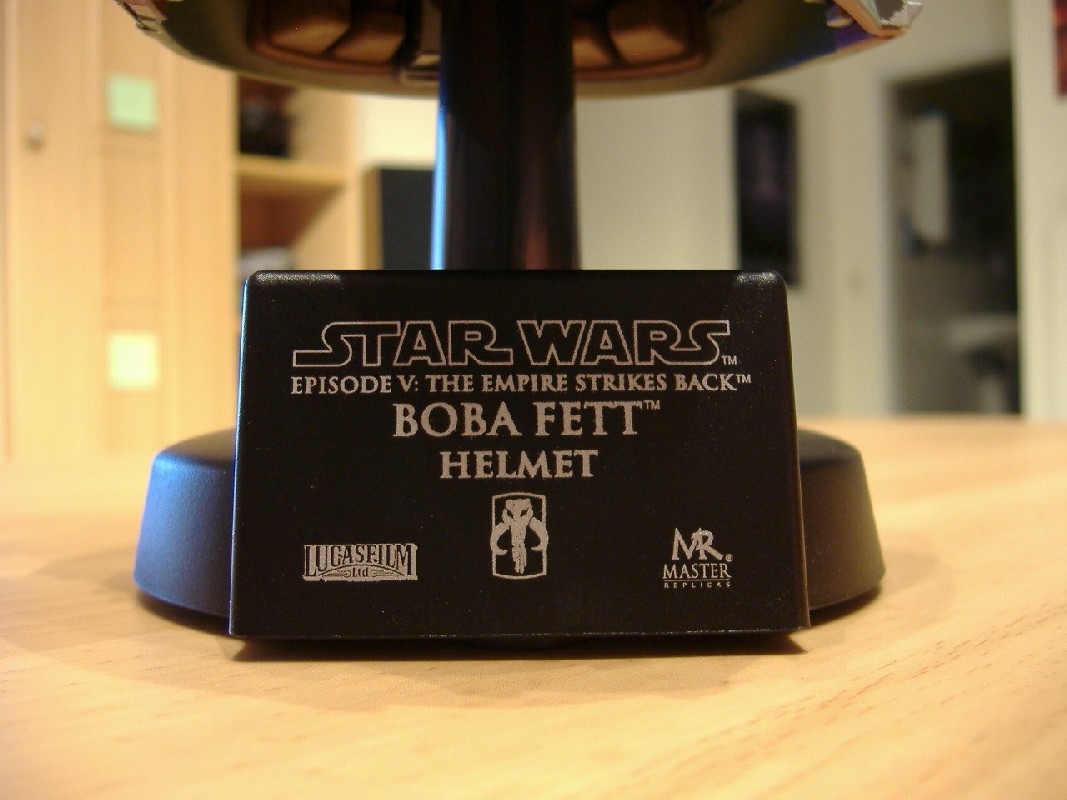 STAR WARS™
EPISODE V: THE EMPIRE STRIKES BACK™
BOBA FETT™
HELMET
LUCASFILM
Ltd
MR®
MASTER
REPLICAS